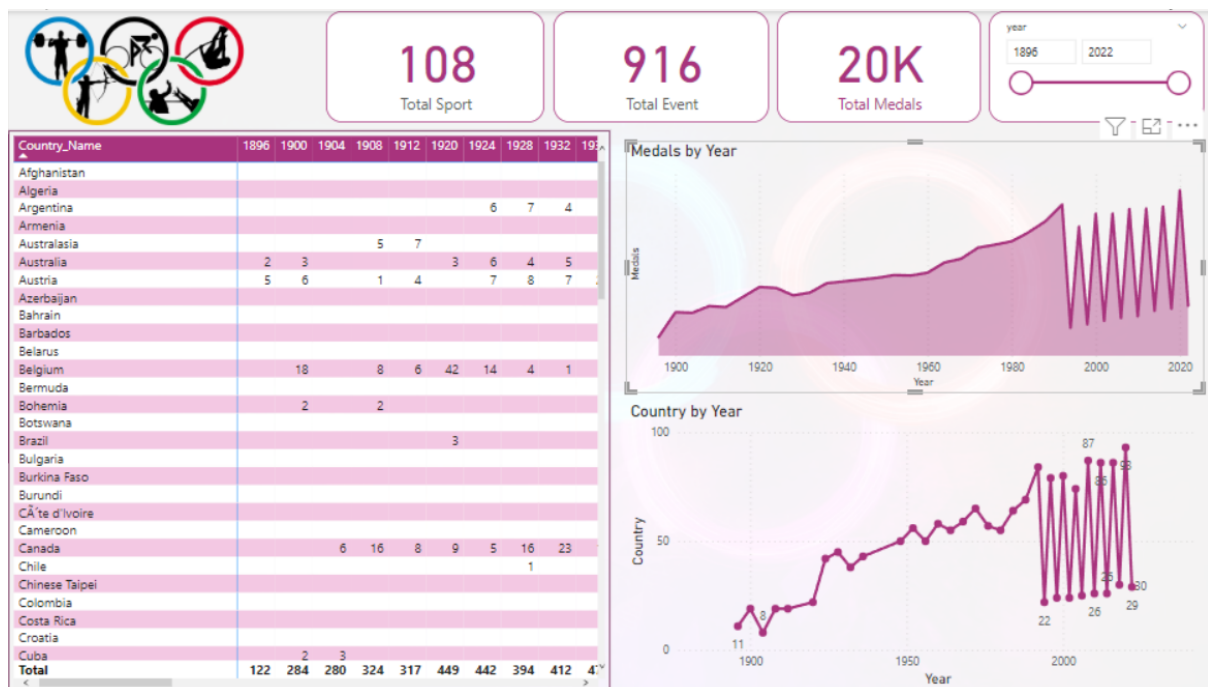 108
Total Sport
916
Total Event
20K
Total Medals
year
1896 2022
Country_Name 1896 1900 1904 1908 1912 1920 1924 1928 1932
Afghanistan
Algeria
Argentina 6 7 4
Armenia
Australasia 5 7
Australia 2 3 3 6 4 5
Austria 5 6 1 4 7 8 7
Azerbaijan
Bahrain
Barbados
Belarus
Belgium 18 8 6 42 14 4 1
Bermuda
Bohemia 2 2
Botswana
Brazil 3
Bulgaria
Burkina Faso
Burundi
CÃ´te d'Ivoire
Cameroon
Canada 6 16 8 9 5 16 23
Chile 1
Chinese Taipei
Colombia
Costa Rica
Croatia
Cuba 2 3
Total 122 284 280 324 317 449 442 394 412
Medals by Year
Medals
1900 1920 1940 1960 1980 2000 2020
Year
Country by Year
Country
100
50
0
11
8
22
87
26
86
25
93
30
29
1900 1950 2000
Year